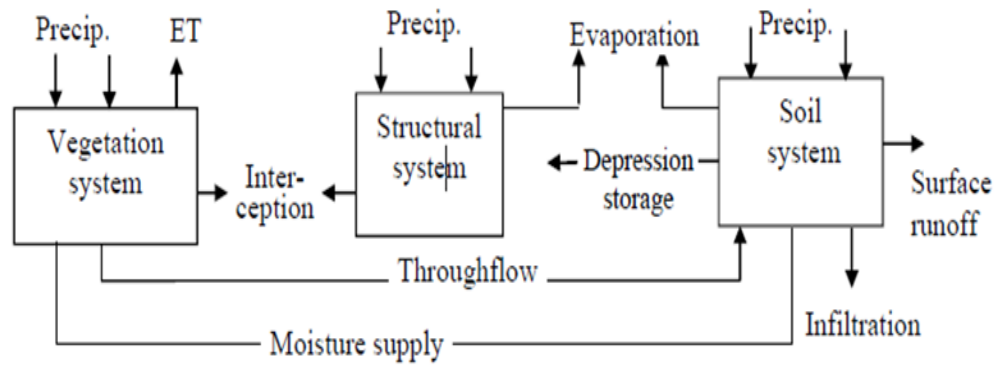 Precip.
ET
Precip.
Evaporation
Precip.
Vegetation
system
Structural
system
Soil
system
Inter-
ception
Depression
storage
Surface
runoff
Throughflow
Infiltration
Moisture supply